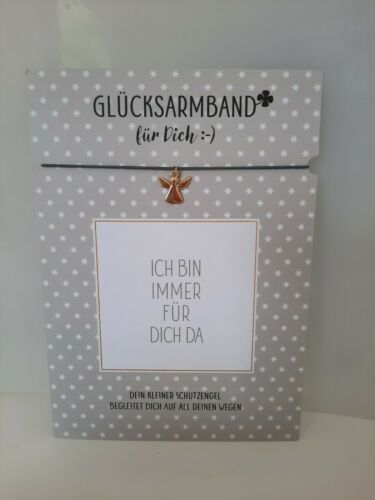 GLÜCKSARMBAND
für Dich :-)
ICH BIN
IMMER
FÜR
DICH DA
DEIN KLEINER SCHUTZENGEL
BEGLEITET DICH AUF ALL DEINEN WEGEN